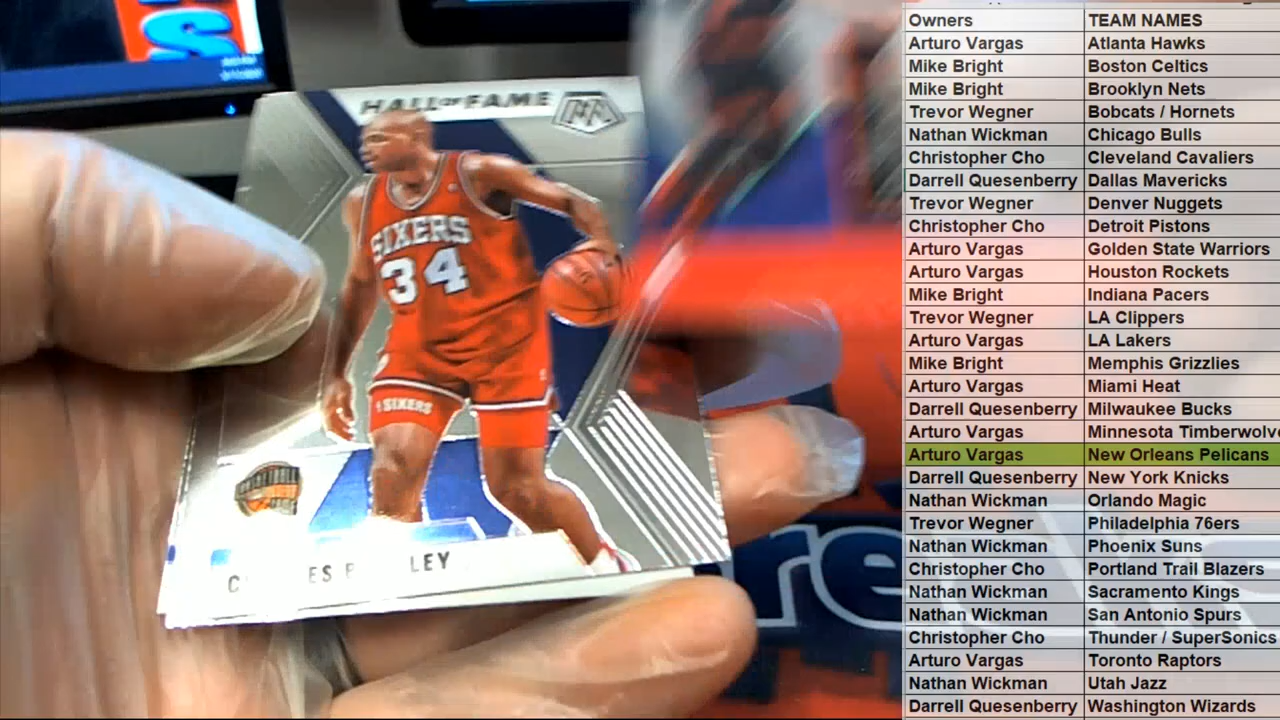 HALL OF FAME
SIXERS
34
SIXERS
BASKETBALL
Owners TEAM NAMES
Arturo Vargas Atlanta Hawks
Mike Bright Boston Celtics
Mike Bright Brooklyn Nets
Trevor Wegner Bobcats / Hornets
Nathan Wickman Chicago Bulls
Christopher Cho Cleveland Cavaliers
Darrell Quesenberry Dallas Mavericks
Trevor Wegner Denver Nuggets
Christopher Cho Detroit Pistons
Arturo Vargas Golden State Warriors
Arturo Vargas Houston Rockets
Mike Bright Indiana Pacers
Trevor Wegner LA Clippers
Arturo Vargas LA Lakers
Mike Bright Memphis Grizzlies
Arturo Vargas Miami Heat
Darrell Quesenberry Milwaukee Bucks
Arturo Vargas Minnesota Timberwolve
Arturo Vargas New Orleans Pelicans
Darrell Quesenberry New York Knicks
Nathan Wickman Orlando Magic
Trevor Wegner Philadelphia 76ers
Nathan Wickman Phoenix Suns
Christopher Cho Portland Trail Blazers
Nathan Wickman Sacramento Kings
Nathan Wickman San Antonio Spurs
Christopher Cho Thunder / SuperSonics
Arturo Vargas Toronto Raptors
Nathan Wickman Utah Jazz
Darrell Quesenberry Washington Wizards